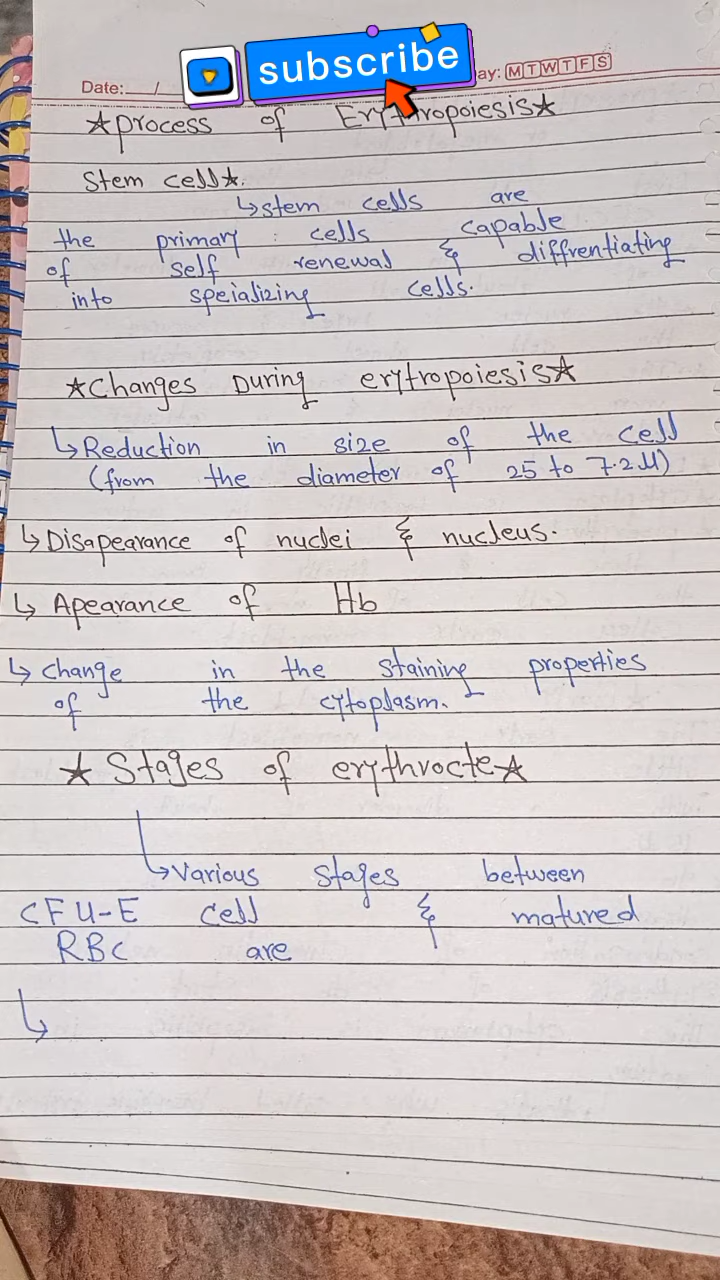 subscribe
Date: / ay: M T W T F S
★process of Erythropoiesis★
Stem cell★.
↳stem cells are
the primary cells capable
of self renewal & diffrentiating
into speializing cells.
★Changes During erytropoiesis★
↳Reduction in size of the cell
(from the diameter of 25 to 7.2 M)
↳Disapearance of nuclei & nucleus.
↳ Apearance of Hb
↳ change in the staining properties
of the cytoplasm.
★ Stages of erythrocte★
↳Various stages between
CFU-E cell & matured
RBC are
↳